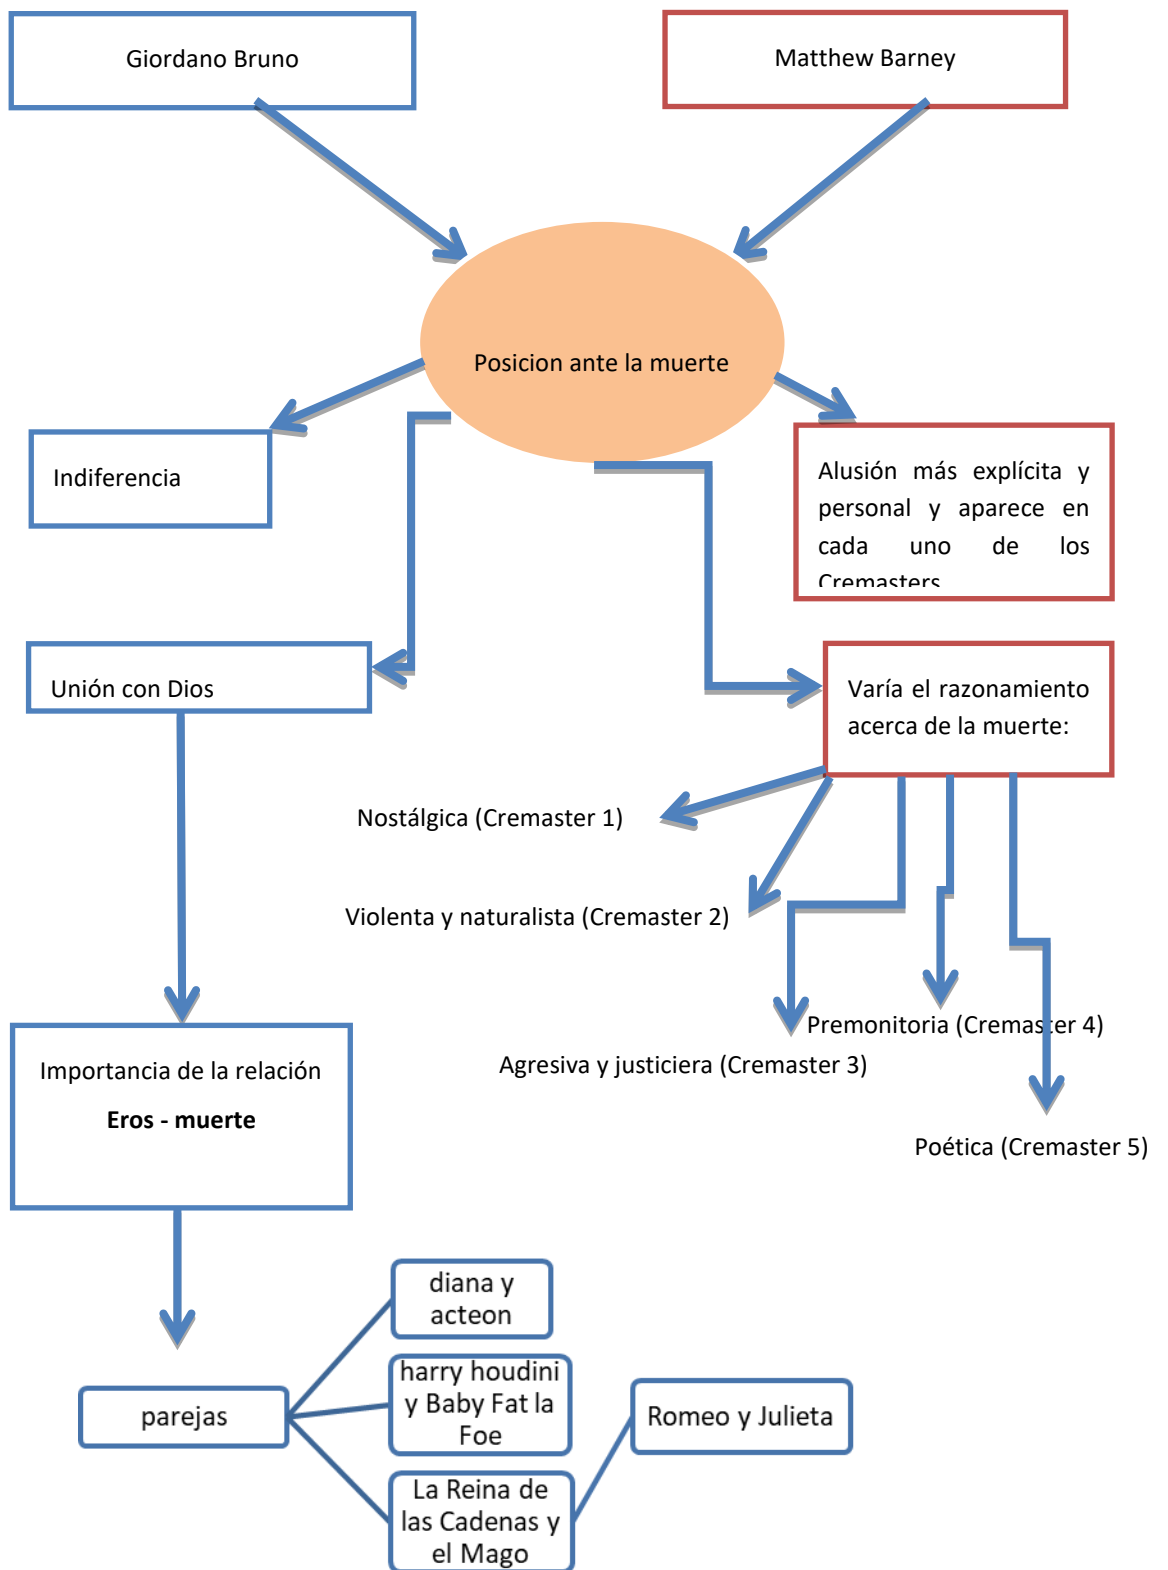 Giordano Bruno
Matthew Barney
Posicion ante la muerte
Indiferencia
Alusión más explícita y
personal y aparece en
cada uno de los
Cremasters
Unión con Dios
Varía el razonamiento
acerca de la muerte:
Nostálgica (Cremaster 1)
Violenta y naturalista (Cremaster 2)
Premonitoria (Cremaster 4)
Agresiva y justiciera (Cremaster 3)
Poética (Cremaster 5)
Importancia de la relación
Eros - muerte
parejas
diana y
acteon
harry houdini
y Baby Fat la
Foe
Romeo y Julieta
La Reina de
las Cadenas y
el Mago